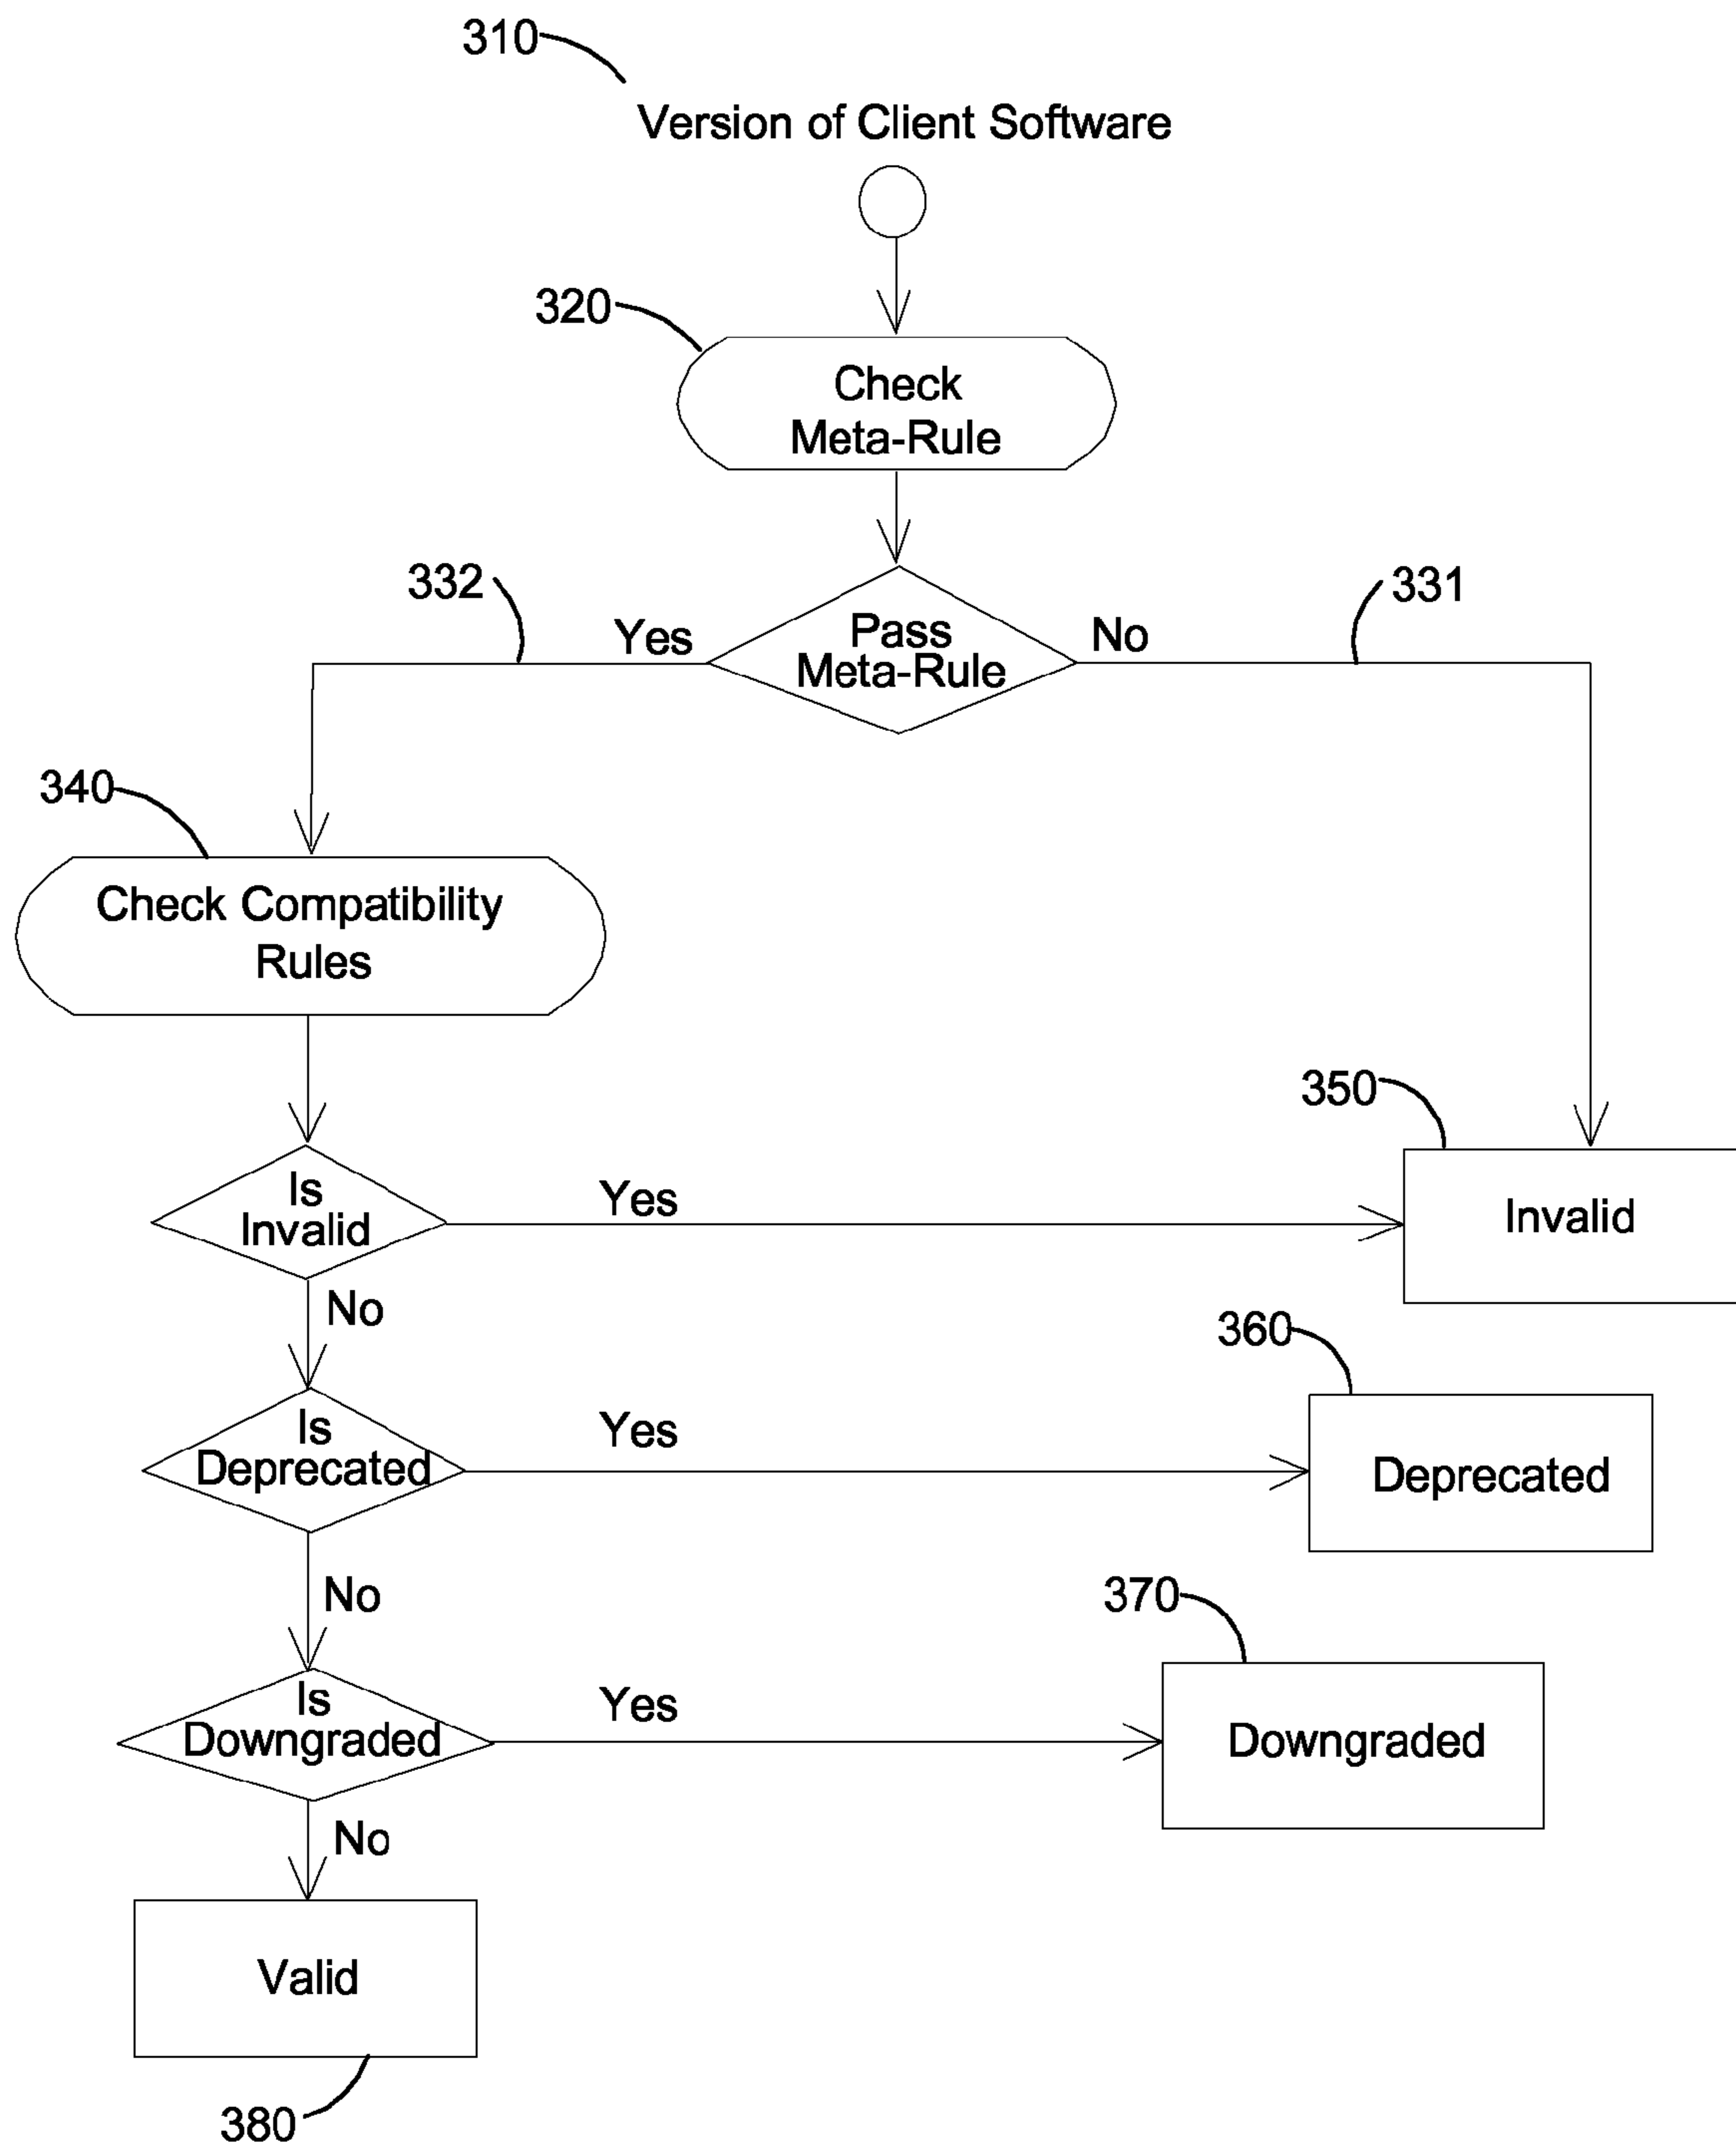 310
Version of Client Software
320
Check
Meta-Rule
332
331
Yes
Pass
Meta-Rule
No
340
Check Compatibility
Rules
350
Is
Invalid
Yes
Invalid
No
360
Is
Deprecated
Yes
Deprecated
No
370
Is
Downgraded
Yes
Downgraded
No
Valid
380